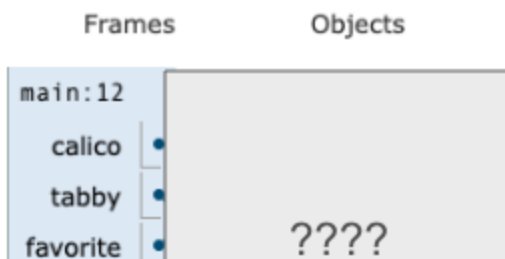 Frames Objects
main:12
calico
tabby
favorite ????